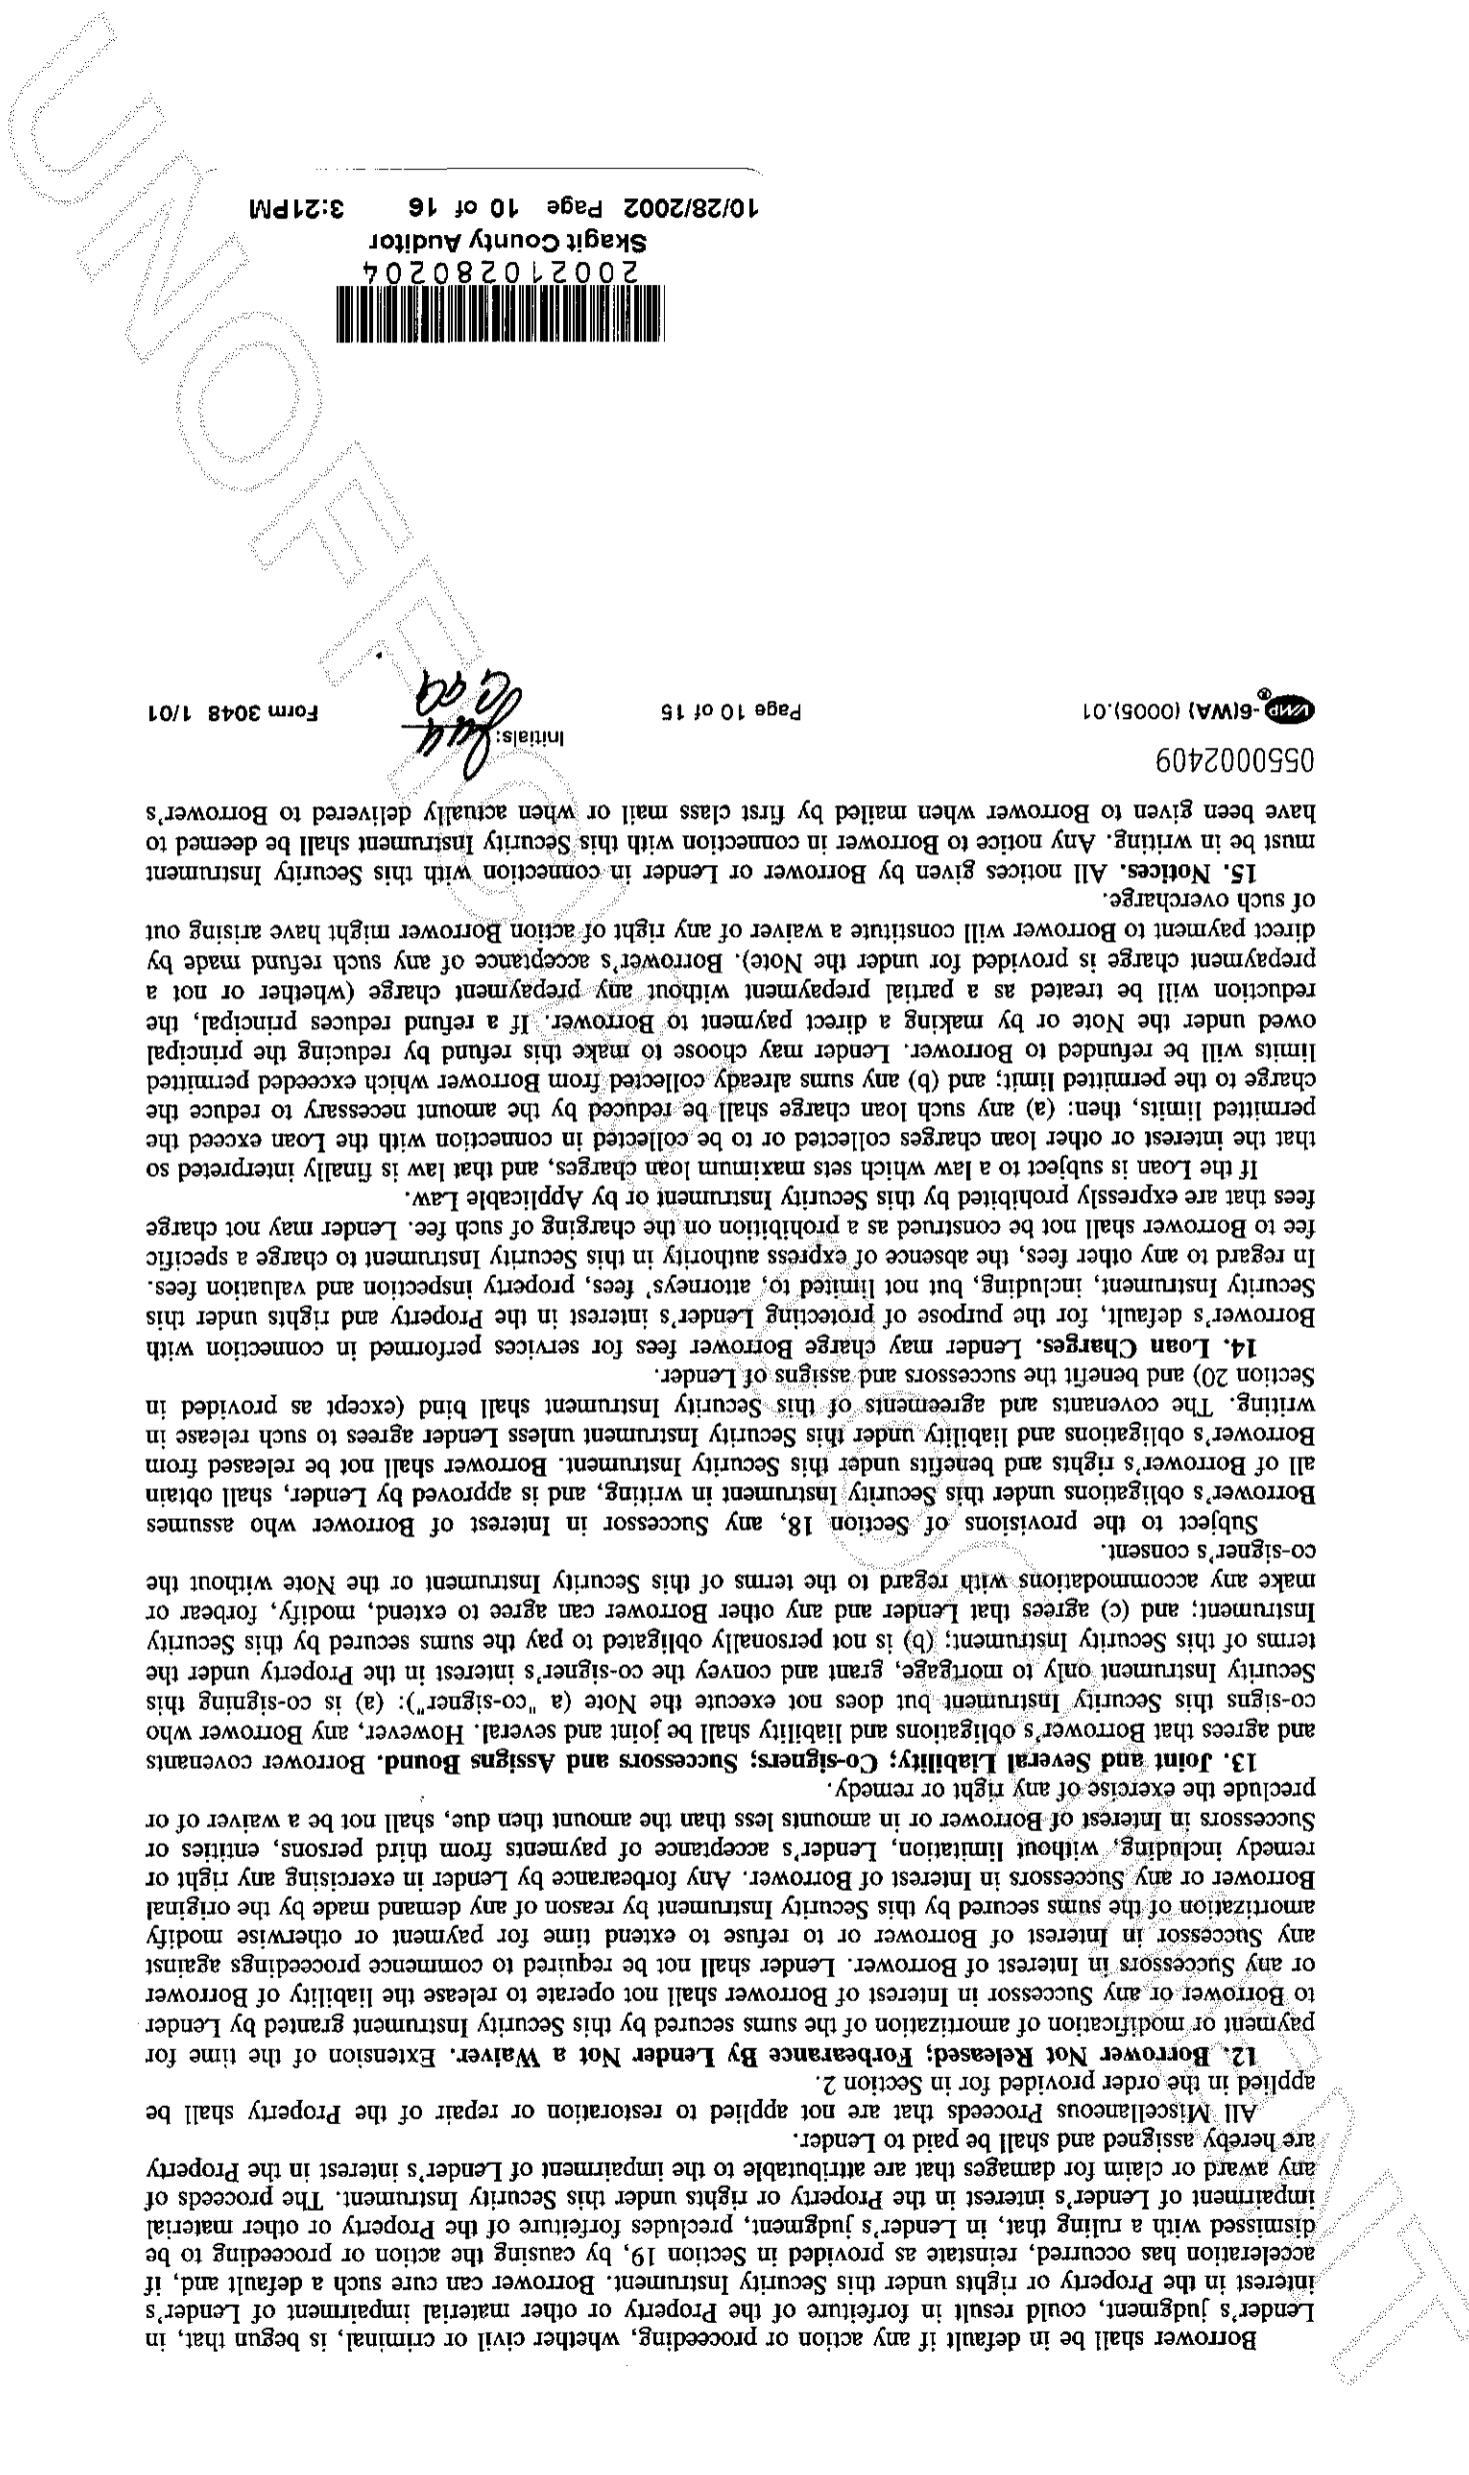 Borrower shall be in default if any action or proceeding, whether civil or criminal, is begun that, in
Lender's judgment, could result in forfeiture of the Property or other material impairment of Lender's
interest in the Property or rights under this Security Instrument. Borrower can cure such a default and, if
acceleration has occurred, reinstate as provided in Section 19, by causing the action or proceeding to be
dismissed with a ruling that, in Lender's judgment, precludes forfeiture of the Property or other material
impairment of Lender's interest in the Property or rights under this Security Instrument. The proceeds of
any award or claim for damages that are attributable to the impairment of Lender's interest in the Property
are hereby assigned and shall be paid to Lender.
All Miscellaneous Proceeds that are not applied to restoration or repair of the Property shall be
applied in the order provided for in Section 2.
12. Borrower Not Released; Forbearance By Lender Not a Waiver. Extension of the time for
payment or modification of amortization of the sums secured by this Security Instrument granted by Lender
to Borrower or any Successor in Interest of Borrower shall not operate to release the liability of Borrower
or any Successors in Interest of Borrower. Lender shall not be required to commence proceedings against
any Successor in Interest of Borrower or to refuse to extend time for payment or otherwise modify
amortization of the sums secured by this Security Instrument by reason of any demand made by the original
Borrower or any Successors in Interest of Borrower. Any forbearance by Lender in exercising any right or
remedy including, without limitation, Lender's acceptance of payments from third persons, entities or
Successors in Interest of Borrower or in amounts less than the amount then due, shall not be a waiver of or
preclude the exercise of any right or remedy.
13. Joint and Several Liability; Co-signers; Successors and Assigns Bound. Borrower covenants
and agrees that Borrower's obligations and liability shall be joint and several. However, any Borrower who
co-signs this Security Instrument but does not execute the Note (a "co-signer"): (a) is co-signing this
Security Instrument only to mortgage, grant and convey the co-signer's interest in the Property under the
terms of this Security Instrument; (b) is not personally obligated to pay the sums secured by this Security
Instrument; and (c) agrees that Lender and any other Borrower can agree to extend, modify, forbear or
make any accommodations with regard to the terms of this Security Instrument or the Note without the
co-signer's consent.
Subject to the provisions of Section 18, any Successor in Interest of Borrower who assumes
Borrower's obligations under this Security Instrument in writing, and is approved by Lender, shall obtain
all of Borrower's rights and benefits under this Security Instrument. Borrower shall not be released from
Borrower's obligations and liability under this Security Instrument unless Lender agrees to such release in
writing. The covenants and agreements of this Security Instrument shall bind (except as provided in
Section 20) and benefit the successors and assigns of Lender.
14. Loan Charges. Lender may charge Borrower fees for services performed in connection with
Borrower's default, for the purpose of protecting Lender's interest in the Property and rights under this
Security Instrument, including, but not limited to, attorneys' fees, property inspection and valuation fees.
In regard to any other fees, the absence of express authority in this Security Instrument to charge a specific
fee to Borrower shall not be construed as a prohibition on the charging of such fee. Lender may not charge
fees that are expressly prohibited by this Security Instrument or by Applicable Law.
If the Loan is subject to a law which sets maximum loan charges, and that law is finally interpreted so
that the interest or other loan charges collected or to be collected in connection with the Loan exceed the
permitted limits, then: (a) any such loan charge shall be reduced by the amount necessary to reduce the
charge to the permitted limit; and (b) any sums already collected from Borrower which exceeded permitted
limits will be refunded to Borrower. Lender may choose to make this refund by reducing the principal
owed under the Note or by making a direct payment to Borrower. If a refund reduces principal, the
reduction will be treated as a partial prepayment without any prepayment charge (whether or not a
prepayment charge is provided for under the Note). Borrower's acceptance of any such refund made by
direct payment to Borrower will constitute a waiver of any right of action Borrower might have arising out
of such overcharge.
15. Notices. All notices given by Borrower or Lender in connection with this Security Instrument
must be in writing. Any notice to Borrower in connection with this Security Instrument shall be deemed to
have been given to Borrower when mailed by first class mail or when actually delivered to Borrower's
0550002409
Initials:
VMP ® -6(WA) (0005).01 Page 10 of 15 Form 3048 1/01
200210280204
Skagit County Auditor
10/28/2002 Page 10 of 16 3:21PM
UNOFFICIAL DOCUMENT